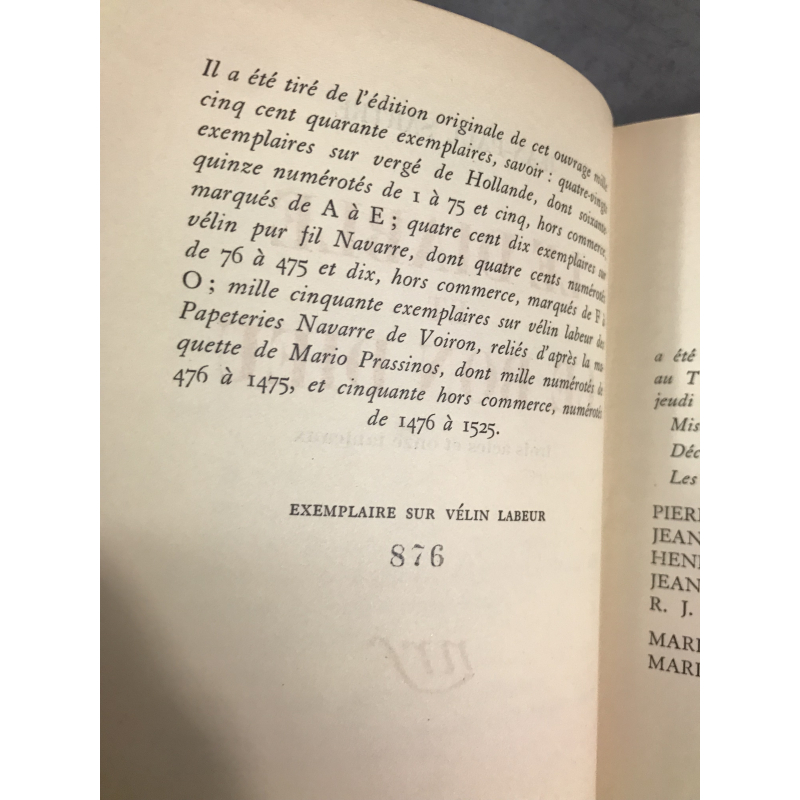 Il a été tiré de l'édition originale de cet ouvrage mille
cinq cent quarante exemplaires, savoir : quatre-vingts
exemplaires sur vergé de Hollande, dont soixante
quinze numérotés de 1 à 75 et cinq, hors commerce,
marqués de A à E ; quatre cent dix exemplaires sur
vélin pur fil Navarre, dont quatre cents numérotés
de 76 à 475 et dix, hors commerce, marqués de F à
O ; mille cinquante exemplaires sur vélin labeur des
Papeteries Navarre de Voiron, reliés d'après la ma
quette de Mario Prassinos, dont mille numérotés de
476 à 1475, et cinquante hors commerce, numérotés
de 1476 à 1525.
EXEMPLAIRE SUR VÉLIN LABEUR
876
nrf
a été
au T
jeudi
Mis
Déc
Les
PIERR
JEAN
HENR
JEAN
R. J.
MARI
MARI